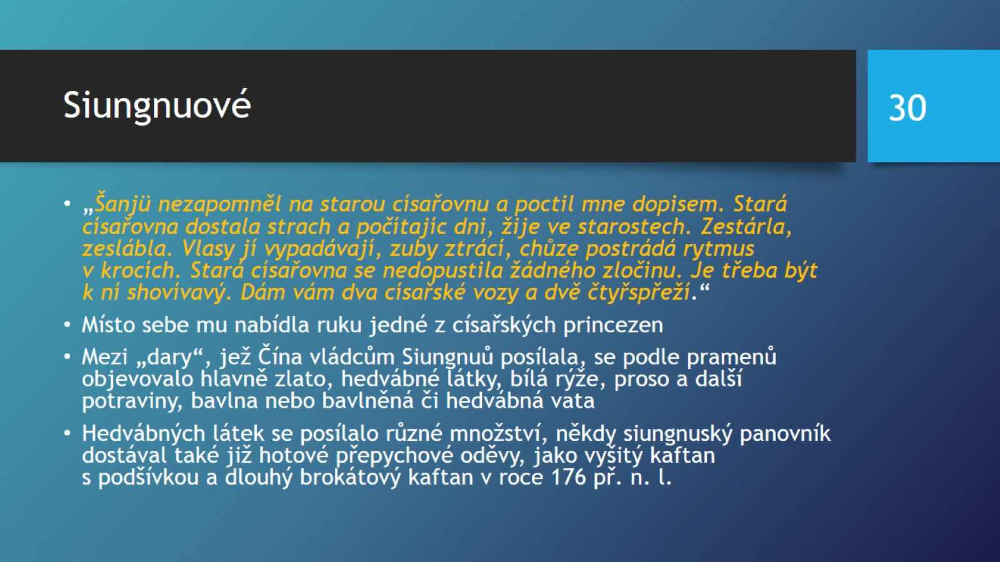 Siungnuové
30
• „Šanjü nezapomněl na starou císařovnu a poctil mne dopisem. Stará
císařovna dostala strach a počítajíc dni, žije ve starostech. Zestárla,
zeslábla. Vlasy jí vypadávají, zuby ztrácí, chůze postrádá rytmus
v krocích. Stará císařovna se nedopustila žádného zločinu. Je třeba být
k ní shovívavý. Dám vám dva císařské vozy a dvě čtyřspřeží.“
• Místo sebe mu nabídla ruku jedné z císařských princezen
• Mezi „dary“, jež Čína vládcům Siungnuů posílala, se podle pramenů
objevovalo hlavně zlato, hedvábné látky, bílá rýže, proso a další
potraviny, bavlna nebo bavlněná či hedvábná vata
• Hedvábných látek se posílalo různé množství, někdy siungnuský panovník
dostával také již hotové přepychové oděvy, jako vyšitý kaftan
s podšívkou a dlouhý brokátový kaftan v roce 176 př. n. l.